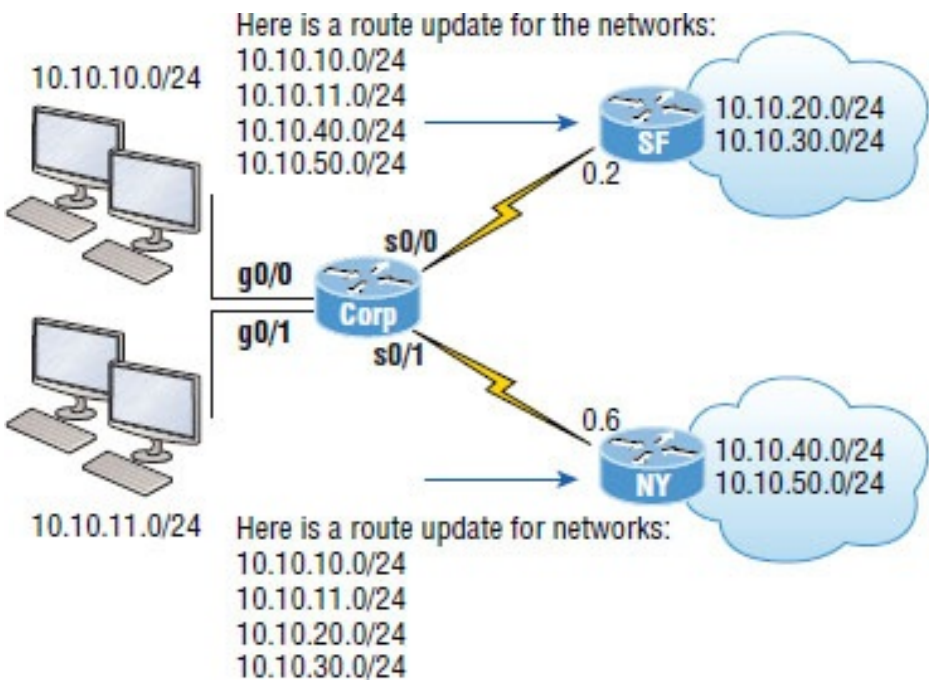 Here is a route update for the networks:
10.10.10.0/24
10.10.11.0/24
10.10.40.0/24
10.10.50.0/24
10.10.10.0/24
SF
0.2
10.10.20.0/24
10.10.30.0/24
s0/0
g0/0
Corp
g0/1
s0/1
0.6
NY
10.10.40.0/24
10.10.50.0/24
10.10.11.0/24
Here is a route update for networks:
10.10.10.0/24
10.10.11.0/24
10.10.20.0/24
10.10.30.0/24